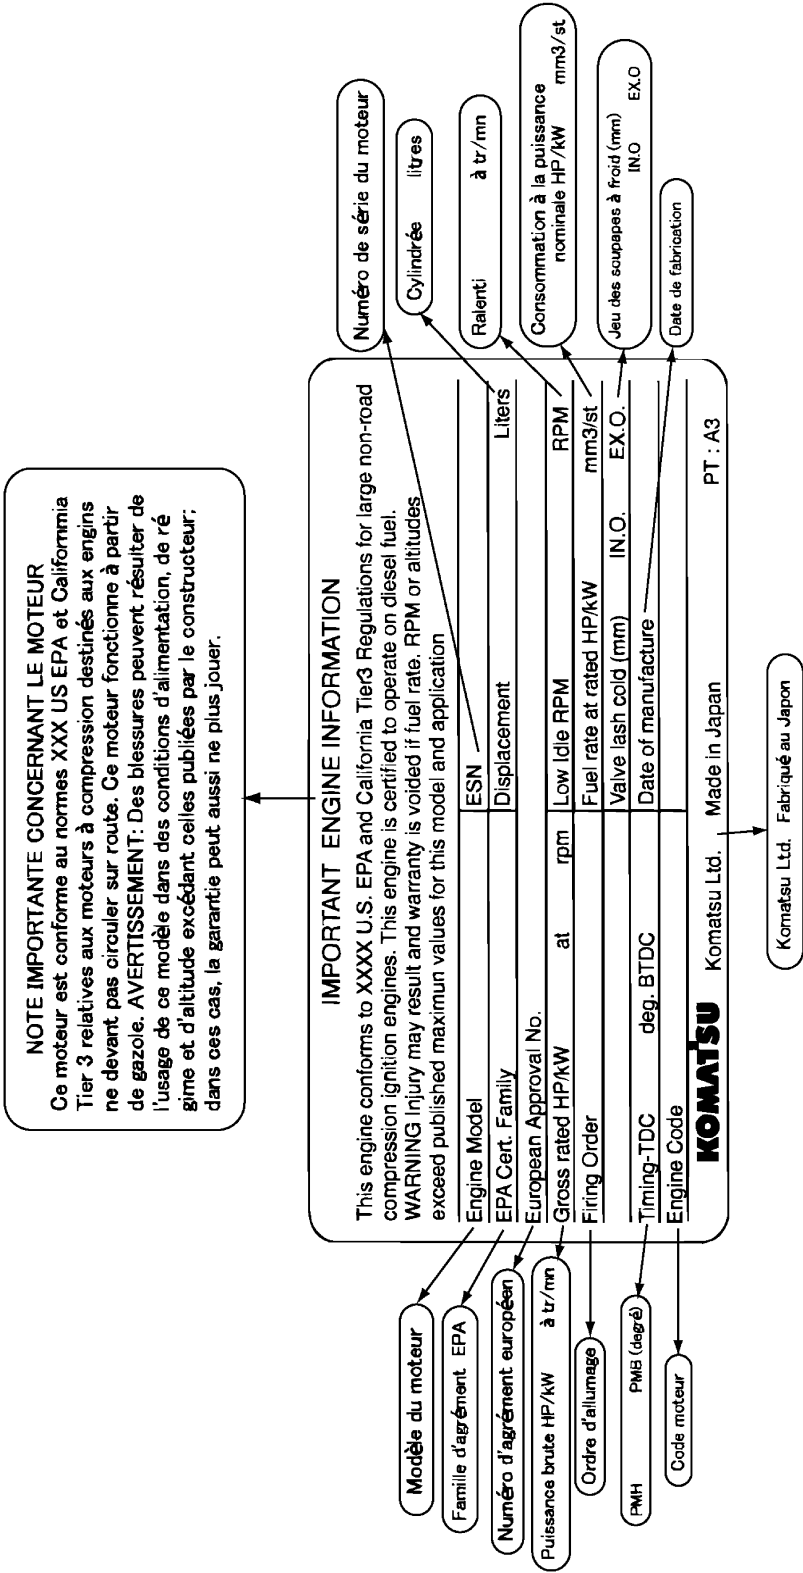 NOTE IMPORTANTE CONCERNANT LE MOTEUR
Ce moteur est conforme au normes XXX US EPA et Califormmia
Tier 3 relatives aux moteurs à compression destinés aux engins
ne devant pas circuler sur route. Ce moteur fonctionne à partir
de gazole. AVERTISSEMENT: Des blessures peuvent résulter de
l'usage de ce modèle dans des conditions d'alimentation, de ré
gime et d'altitude excédant celles publiées par le constructeur;
dans ces cas, la garantie peut aussi ne plus jouer.
IMPORTANT ENGINE INFORMATION
This engine conforms to XXXX U.S. EPA and California Tier3 Regulations for large non-road
compression ignition engines. This engine is certified to operate on diesel fuel.
WARNING Injury may result and warranty is voided if fuel rate, RPM or altitudes
exceed published maximun values for this model and application
Engine Model ESN
EPA Cert. Family Displacement Liters
European Approval No.
Gross rated HP/kW at rpm Low Idle RPM RPM
Firing Order Fuel rate at rated HP/kW mm3/st
Valve lash cold (mm) IN.O. EX.O.
Timing-TDC deg. BTDC Date of manufacture
Engine Code
KOMATSU Komatsu Ltd. Made in Japan PT : A3
Modèle du moteur
Famille d'agrément EPA
Numéro d'agrément européen
Puissance brute HP/kW à tr/mn
Ordre d'allumage
PMH PMB (degré)
Code moteur
Numéro de série du moteur
Cylindrée litres
Ralenti à tr/mn
Consommation à la puissance
nominale HP/kW mm3/st
Jeu des soupapes à froid (mm)
IN.O EX.O
Date de fabrication
Komatsu Ltd. Fabriqué au Japon